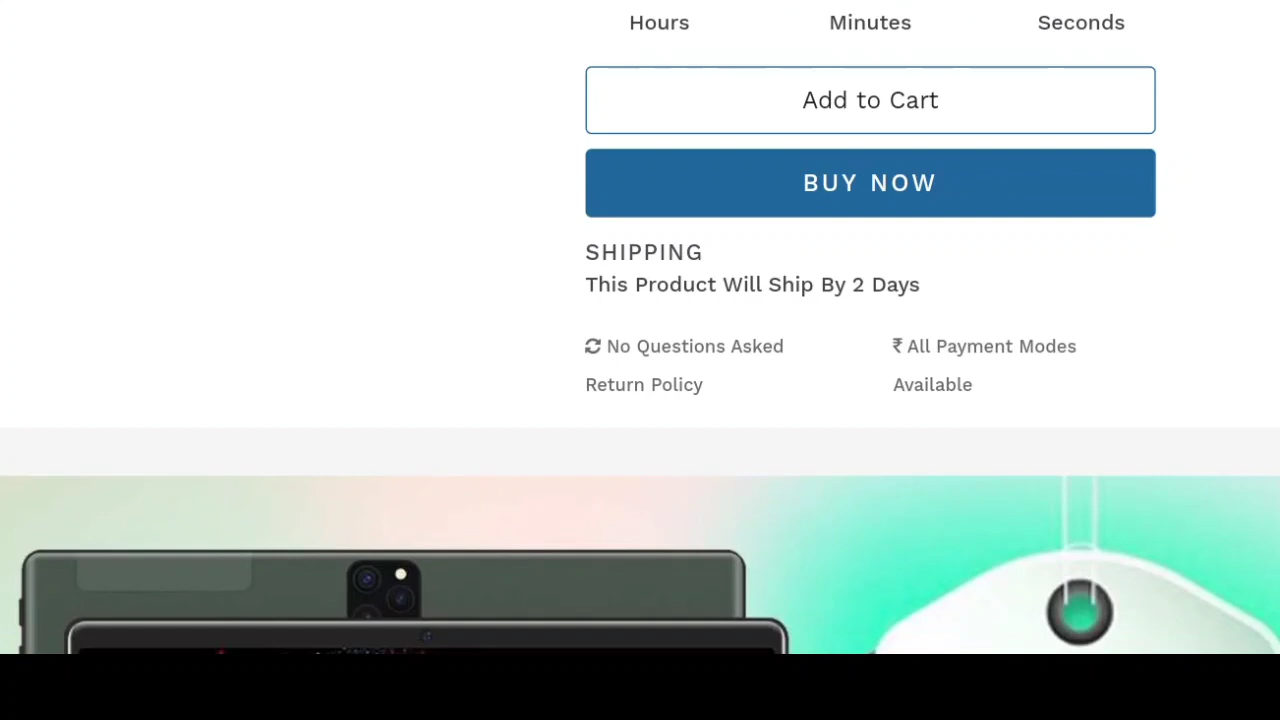 Hours Minutes Seconds
Add to Cart
BUY NOW
SHIPPING
This Product Will Ship By 2 Days
No Questions Asked
Return Policy
₹ All Payment Modes
Available